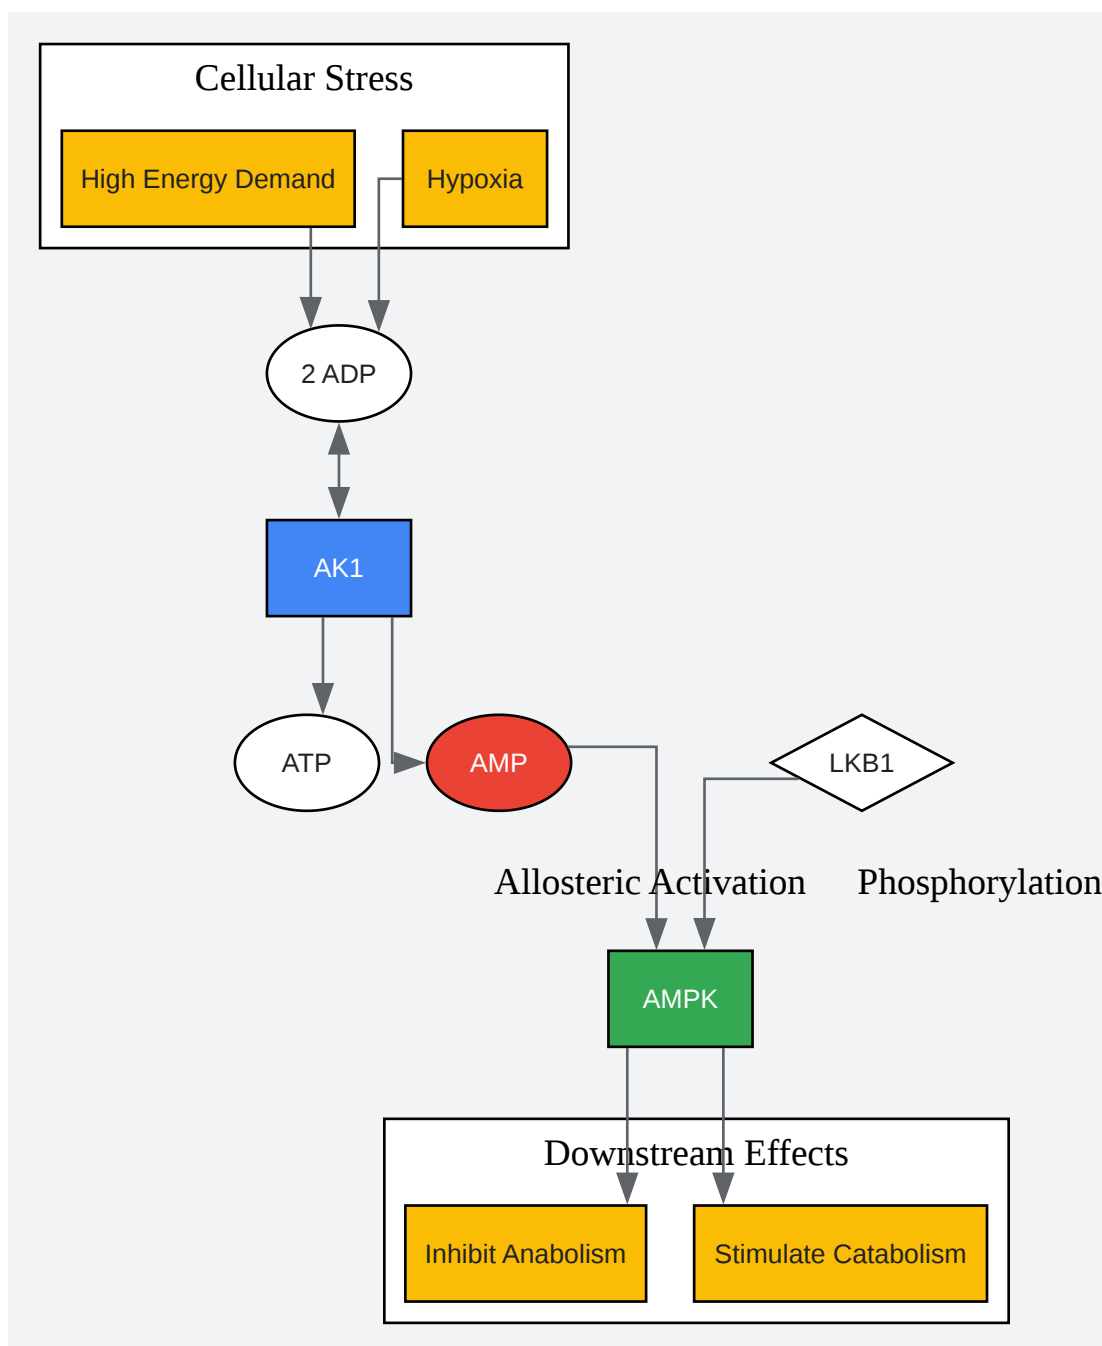 Cellular Stress
High Energy Demand
Hypoxia
2 ADP
AK1
ATP
AMP
LKB1
Allosteric Activation
Phosphorylation
AMPK
Downstream Effects
Inhibit Anabolism
Stimulate Catabolism